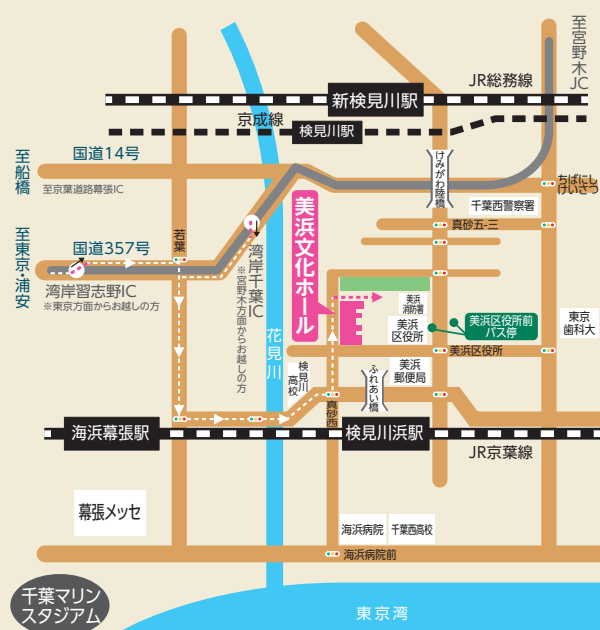 至宮野木JC
JR総務線
新検見川駅
京成線
検見川駅
至船橋
国道14号
至京葉道路幕張IC
けみがわ陸橋
ちばにし
けいさつ
千葉西警察署
真砂五-三
至東京・浦安
国道357号
若葉
湾岸習志野IC
※東京方面からお越しの方
湾岸千葉IC
※宮野木方面からお越しの方
美浜文化ホール
美浜
消防署
美浜
区役所
美浜区役所前
バス停
東京
歯科大
美浜区役所
花見川
検見川
高校
ふれあい橋
美浜
郵便局
真砂西
海浜幕張駅
検見川浜駅
JR京葉線
幕張メッセ
海浜病院
千葉西高校
海浜病院前
千葉マリン
スタジアム
東京湾